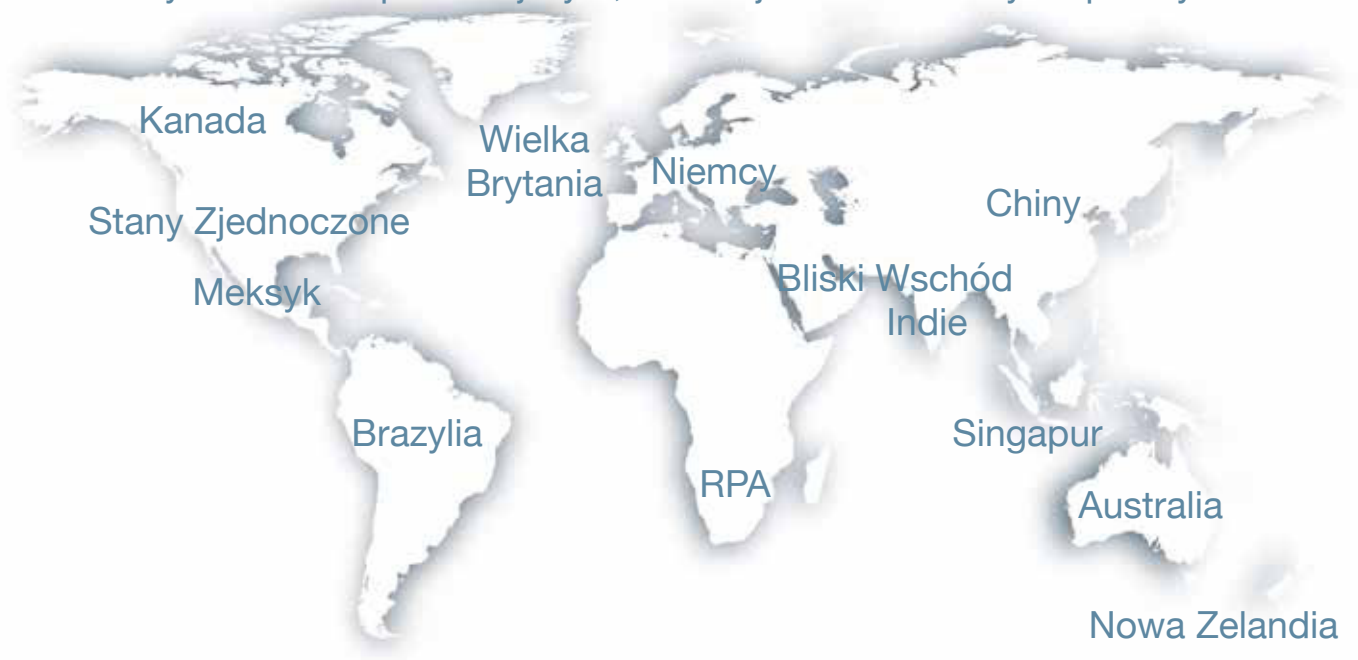 Kanada
Wielka
Brytania
Niemcy
Chiny
Stany Zjednoczone
Meksyk
Bliski Wschód
Indie
Brazylia
Singapur
RPA
Australia
Nowa Zelandia